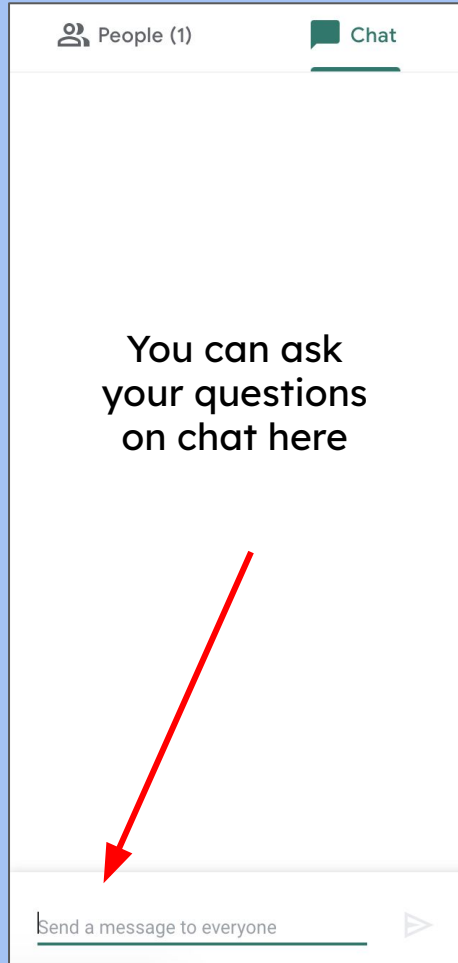 People (1)
Chat
You can ask
your questions
on chat here
Send a message to everyone